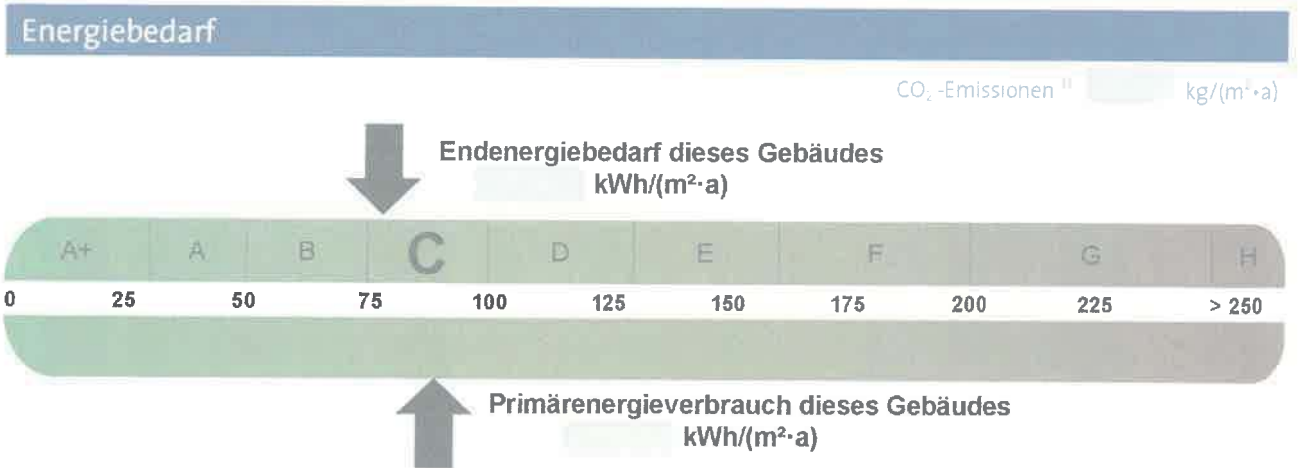 Energiebedarf
CO₂-Emissionen ¹⁾ kg/(m²·a)
Endenergiebedarf dieses Gebäudes
kWh/(m²·a)
A+ A B C D E F G H
0 25 50 75 100 125 150 175 200 225 > 250
Primärenergieverbrauch dieses Gebäudes
kWh/(m²·a)